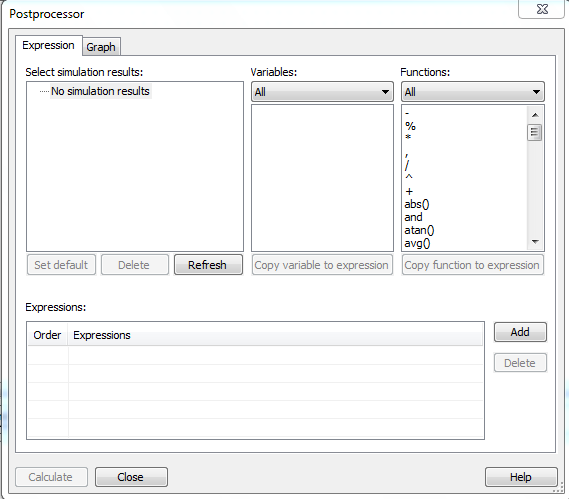 Postprocessor
Expression
Graph
Select simulation results:
No simulation results
Set default
Delete
Refresh
Variables:
All
Copy variable to expression
Functions:
All
-
%
*
,
/
^
+
abs()
and
atan()
avg()
Copy function to expression
Expressions:
Order
Expressions
Add
Delete
Calculate
Close
Help